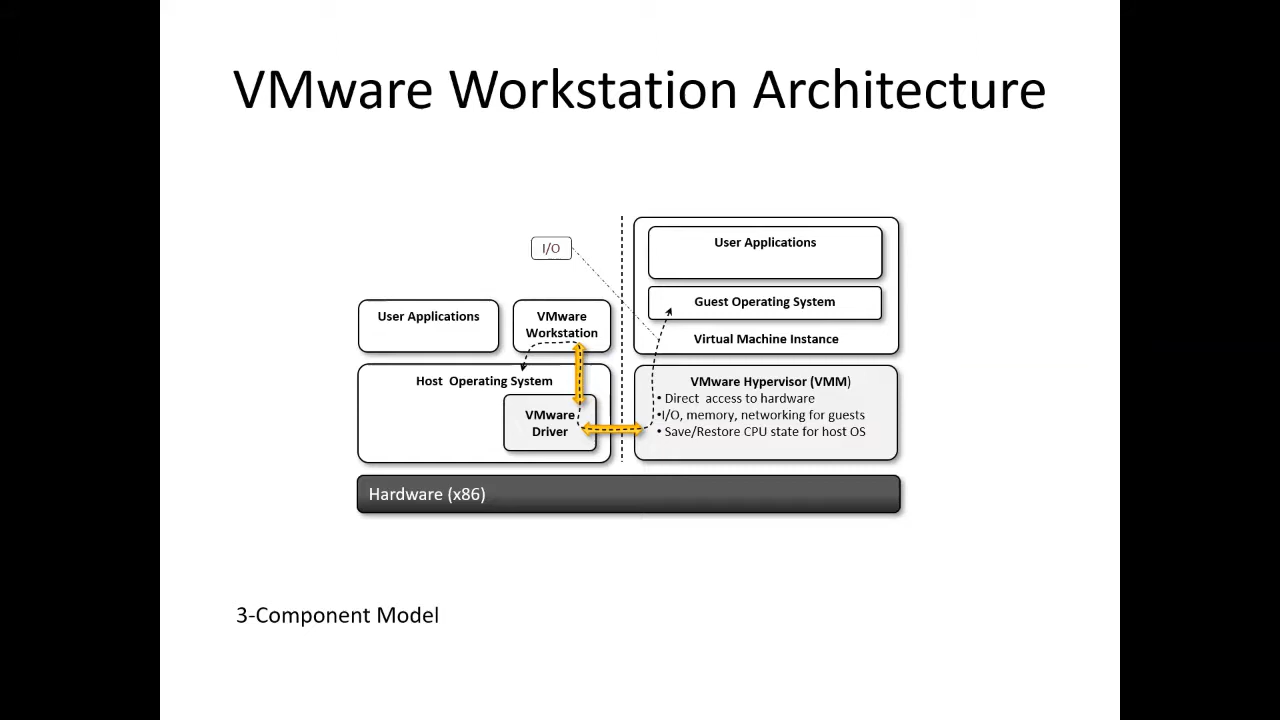 VMware Workstation Architecture
I/O
User Applications
VMware
Workstation
Host Operating System
VMware
Driver
User Applications
Guest Operating System
Virtual Machine Instance
VMware Hypervisor (VMM)
• Direct access to hardware
•I/O, memory, networking for guests
• Save/Restore CPU state for host OS
Hardware (x86)
3-Component Model